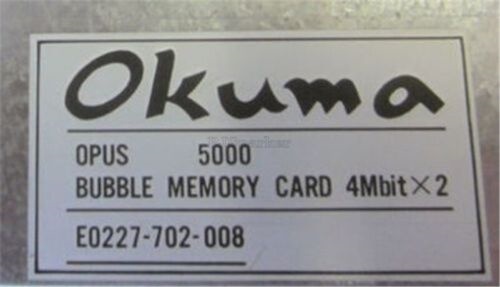 Okuma
OPUS 5000
BUBBLE MEMORY CARD 4Mbit×2
E0227-702-008